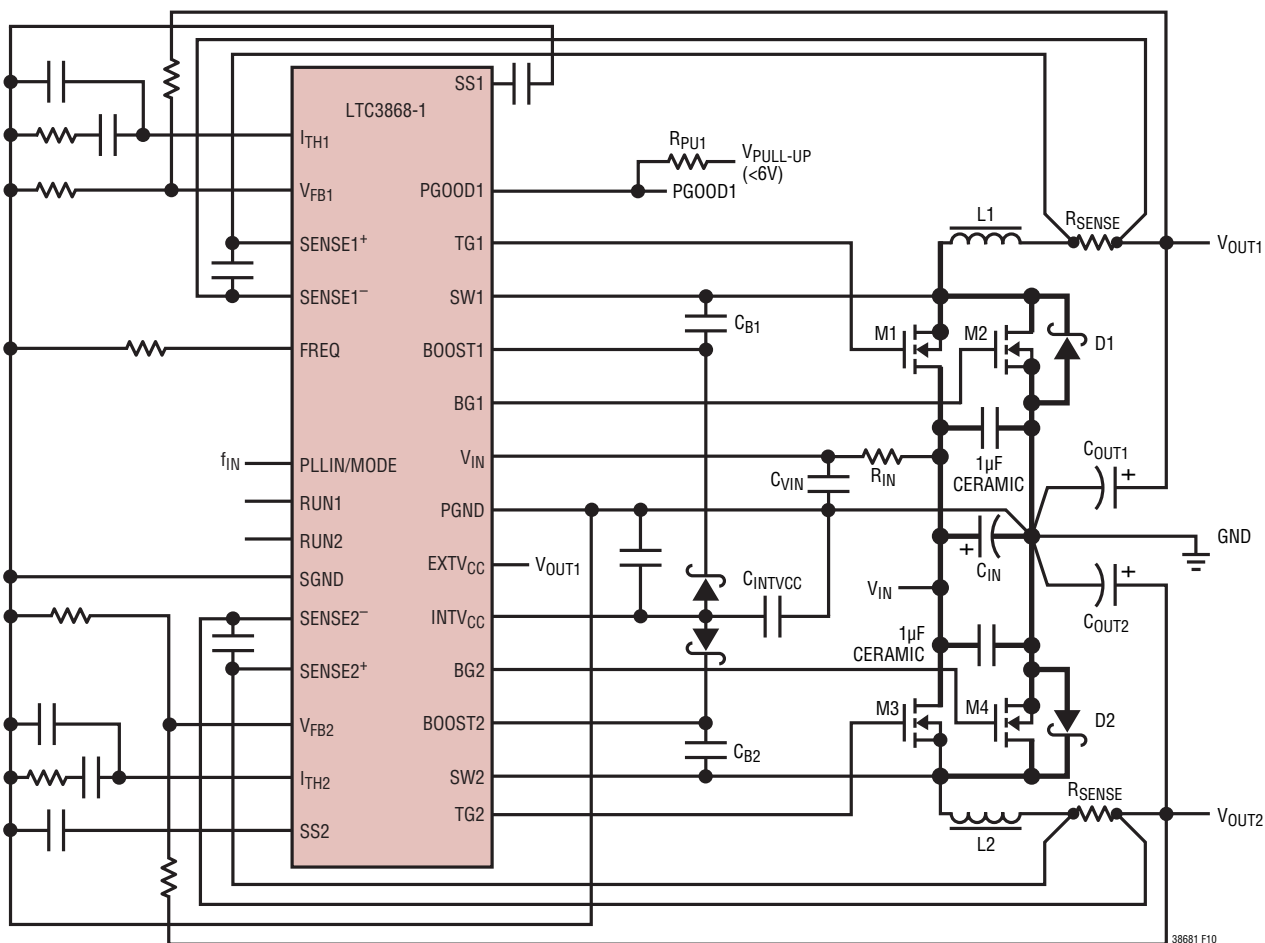 LTC3868-1
SS1
ITH1
RPU1
VPULL-UP
(<6V)
VFB1
PGOOD1
PGOOD1
L1
RSENSE
SENSE1+
TG1
VOUT1
SENSE1–
SW1
CB1
M1
M2
D1
FREQ
BOOST1
BG1
fIN
PLLIN/MODE
VIN
CVIN
RIN
1µF
CERAMIC
COUT1
+
RUN1
PGND
RUN2
GND
EXTVCC
VOUT1
+
CIN
SGND
CINTVCC
VIN
+
COUT2
SENSE2–
INTVCC
1µF
CERAMIC
SENSE2+
BG2
VFB2
BOOST2
M3
M4
D2
CB2
ITH2
SW2
RSENSE
SS2
TG2
L2
VOUT2
38681 F10